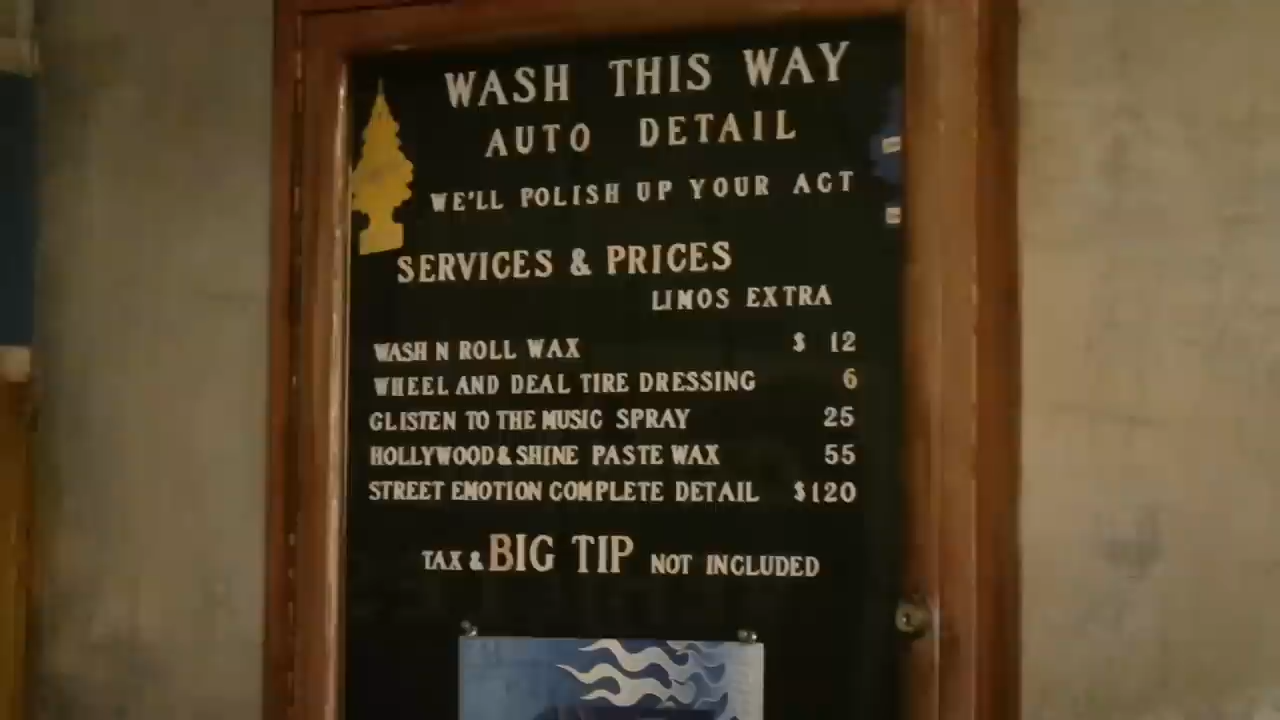 WASH THIS WAY
AUTO DETAIL
WE'LL POLISH UP YOUR ACT
SERVICES & PRICES
LIMOS EXTRA
WASH N ROLL WAX $ 12
WHEEL AND DEAL TIRE DRESSING 6
GLISTEN TO THE MUSIC SPRAY 25
HOLLYWOOD & SHINE PASTE WAX 55
STREET EMOTION COMPLETE DETAIL $120
TAX & BIG TIP NOT INCLUDED